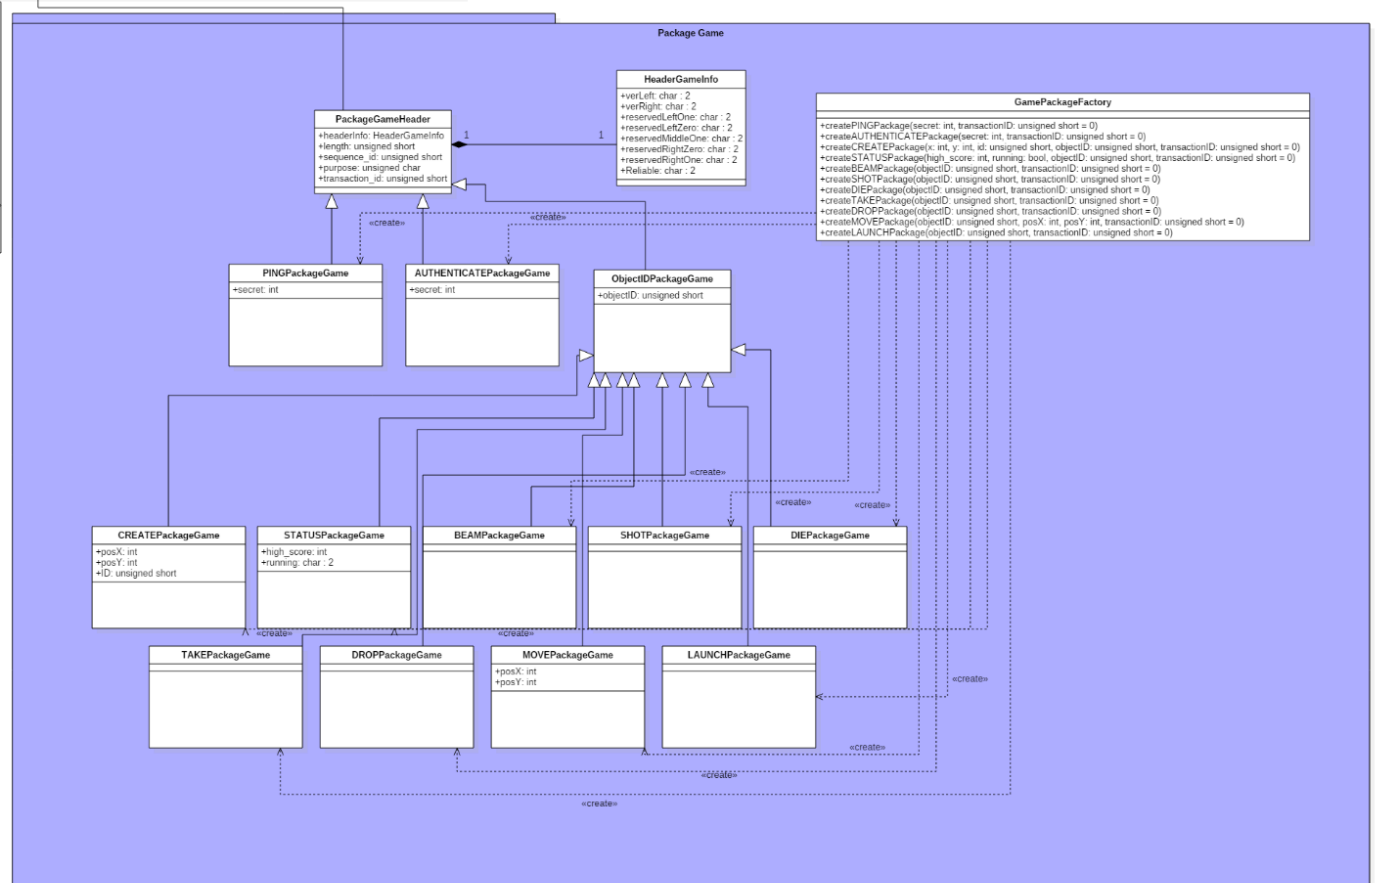 Package Game
HeaderGameInfo
+verLeft: char : 2
+verRight: char : 2
+reservedLeftOne: char : 2
+reservedLeftZero: char : 2
+reservedMiddleOne: char : 2
+reservedRightZero: char : 2
+reservedRightOne: char : 2
+Reliable: char : 2
GamePackageFactory
+createPINGPackage(secret: int, transactionID: unsigned short = 0)
+createAUTHENTICATEPackage(secret: int, transactionID: unsigned short = 0)
+createCREATEPackage(x: int, y: int, id: unsigned short, objectID: unsigned short, transactionID: unsigned short = 0)
+createSTATUSPackage(high_score: int, running: bool, objectID: unsigned short, transactionID: unsigned short = 0)
+createBEAMPackage(objectID: unsigned short, transactionID: unsigned short = 0)
+createSHOTPackage(objectID: unsigned short, transactionID: unsigned short = 0)
+createDIEPackage(objectID: unsigned short, transactionID: unsigned short = 0)
+createTAKEPackage(objectID: unsigned short, transactionID: unsigned short = 0)
+createDROPPackage(objectID: unsigned short, transactionID: unsigned short = 0)
+createMOVEPackage(objectID: unsigned short, posX: int, posY: int, transactionID: unsigned short = 0)
+createLAUNCHPackage(objectID: unsigned short, transactionID: unsigned short = 0)
PackageGameHeader
+headerInfo: HeaderGameInfo
+length: unsigned short
+sequence_id: unsigned short
+purpose: unsigned char
+transaction_id: unsigned short
1
1
«create»
«create»
PINGPackageGame
+secret: int
AUTHENTICATEPackageGame
+secret: int
ObjectIDPackageGame
+objectID: unsigned short
«create»
«create»
«create»
CREATEPackageGame
+posX: int
+posY: int
+ID: unsigned short
STATUSPackageGame
+high_score: int
+running: char : 2
BEAMPackageGame
SHOTPackageGame
DIEPackageGame
«create»
«create»
TAKEPackageGame
DROPPackageGame
MOVEPackageGame
+posX: int
+posY: int
LAUNCHPackageGame
«create»
«create»
«create»
«create»